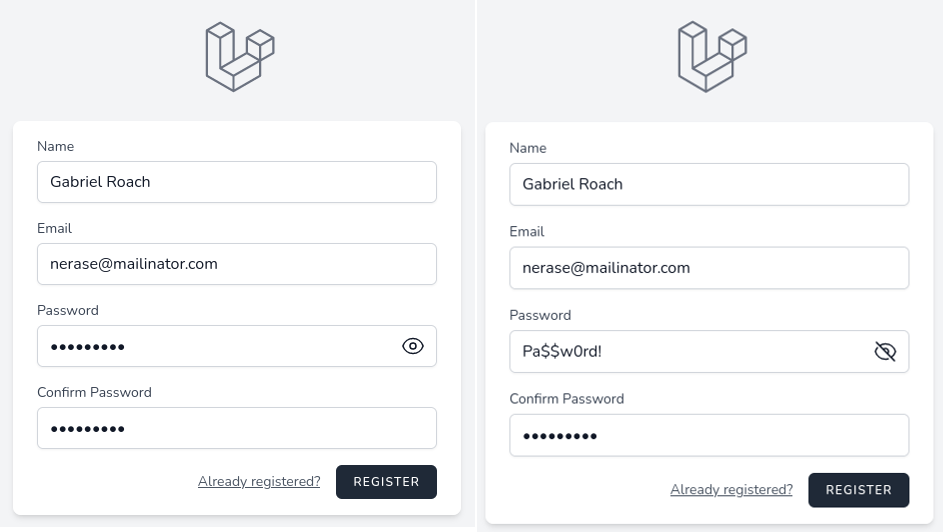 Name
Gabriel Roach
Email
nerase@mailinator.com
Password
•••••••••
Confirm Password
•••••••••
Already registered? REGISTER
Name
Gabriel Roach
Email
nerase@mailinator.com
Password
Pa$$w0rd!
Confirm Password
•••••••••
Already registered? REGISTER